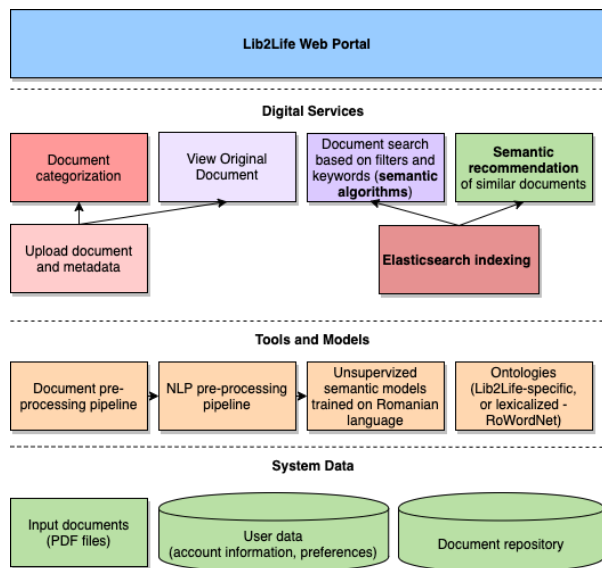 Lib2Life Web Portal
Digital Services
Document
categorization
View Original
Document
Document search
based on filters and
keywords (semantic
algorithms)
Semantic
recommendation
of similar documents
Upload document
and metadata
Elasticsearch indexing
Tools and Models
Document pre-
processing pipeline
NLP pre-processing
pipeline
Unsupervized
semantic models
trained on Romanian
language
Ontologies
(Lib2Life-specific,
or lexicalized -
RoWordNet)
System Data
Input documents
(PDF files)
User data
(account information, preferences)
Document repository